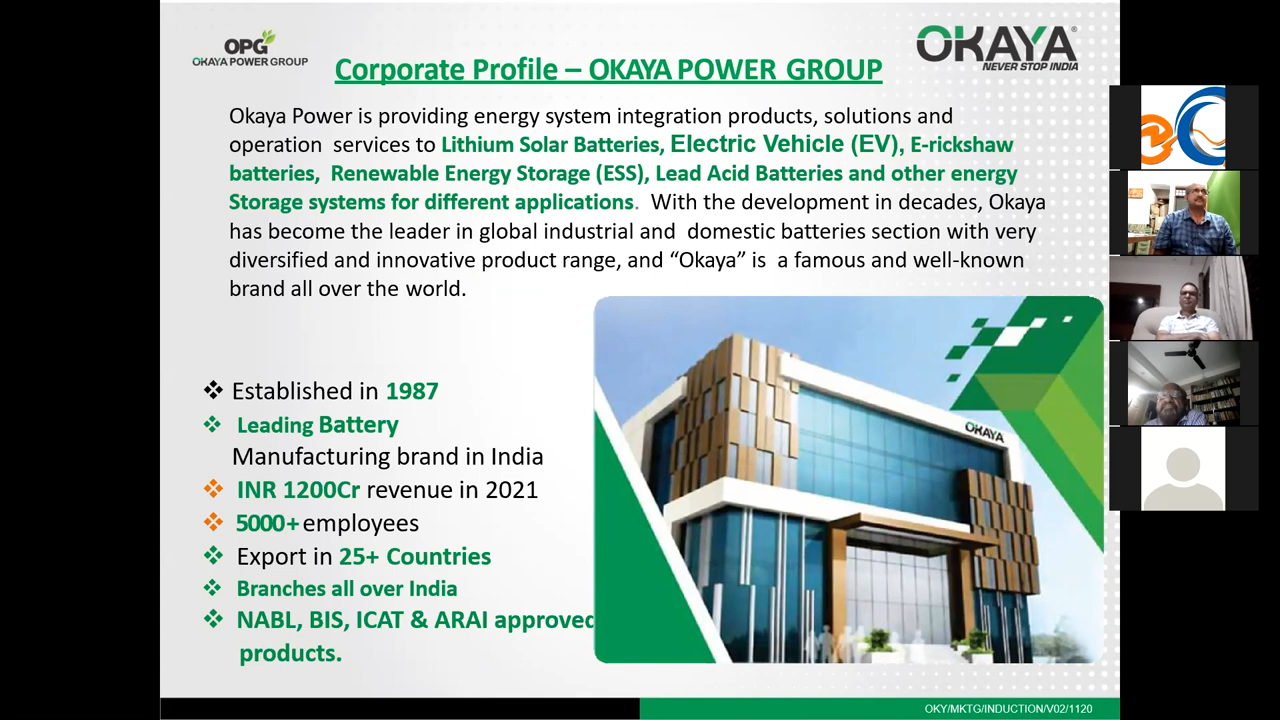 OPG
OKAYA POWER GROUP
OKAYA®
NEVER STOP INDIA
Corporate Profile – OKAYA POWER GROUP
Okaya Power is providing energy system integration products, solutions and
operation services to Lithium Solar Batteries, Electric Vehicle (EV), E-rickshaw
batteries, Renewable Energy Storage (ESS), Lead Acid Batteries and other energy
Storage systems for different applications. With the development in decades, Okaya
has become the leader in global industrial and domestic batteries section with very
diversified and innovative product range, and “Okaya” is a famous and well-known
brand all over the world.
❖ Established in 1987
❖ Leading Battery
Manufacturing brand in India
❖ INR 1200Cr revenue in 2021
❖ 5000+ employees
❖ Export in 25+ Countries
❖ Branches all over India
❖ NABL, BIS, ICAT & ARAI approved
products.
OKAYA
OKY/MKTG/INDUCTION/V02/1120